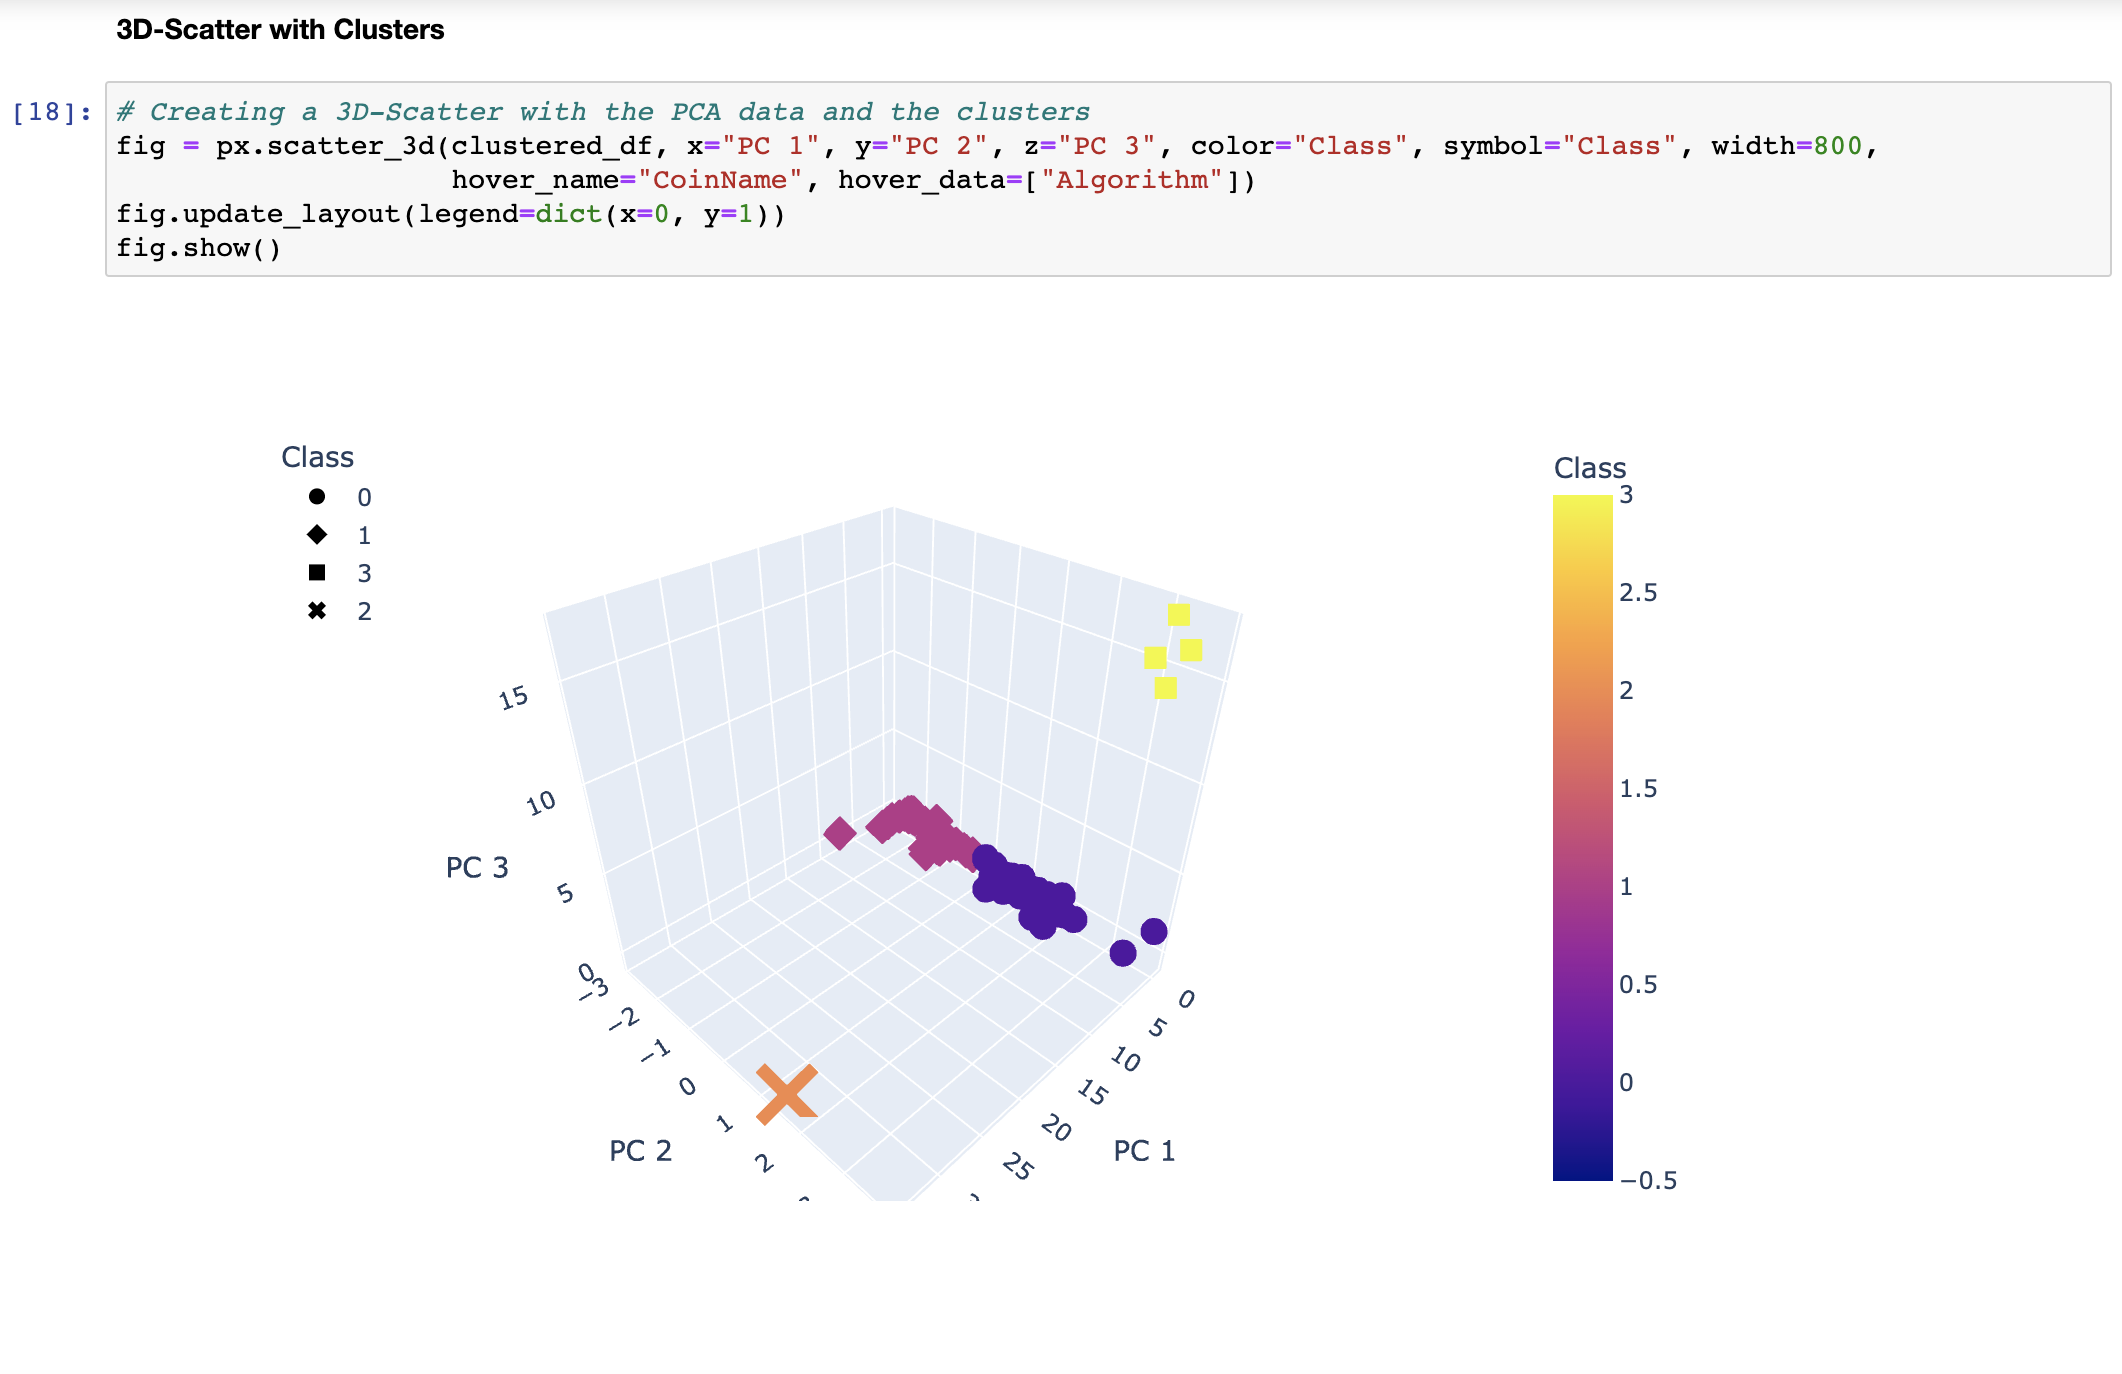 3D-Scatter with Clusters
[18]:
# Creating a 3D-Scatter with the PCA data and the clusters
fig = px.scatter_3d(clustered_df, x="PC 1", y="PC 2", z="PC 3", color="Class", symbol="Class", width=800,
hover_name="CoinName", hover_data=["Algorithm"])
fig.update_layout(legend=dict(x=0, y=1))
fig.show()
Class
0
1
3
2
15
10
PC 3
5
0
−3
−2
−1
0
1
2
PC 2
0
5
10
15
20
25
PC 1
Class
3
2.5
2
1.5
1
0.5
0
−0.5